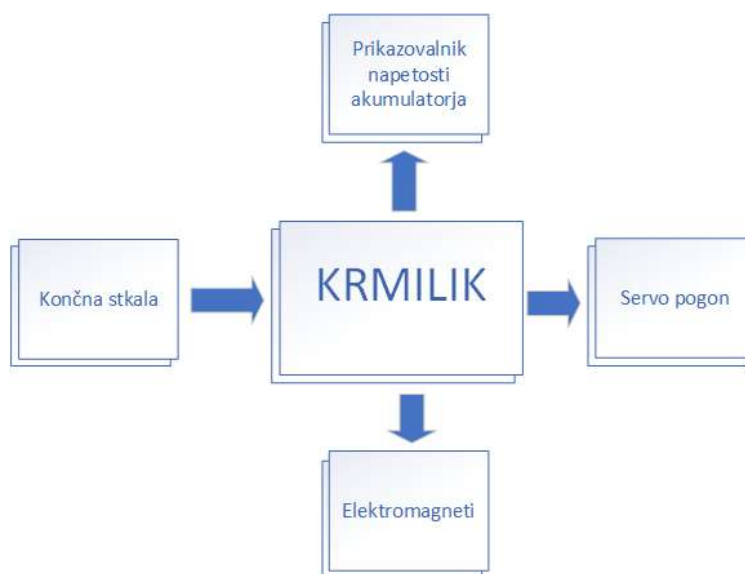 Prikazovalnik
napetosti
akumulatorja
Končna stkala
KRMILIK
Servo pogon
Elektromagneti